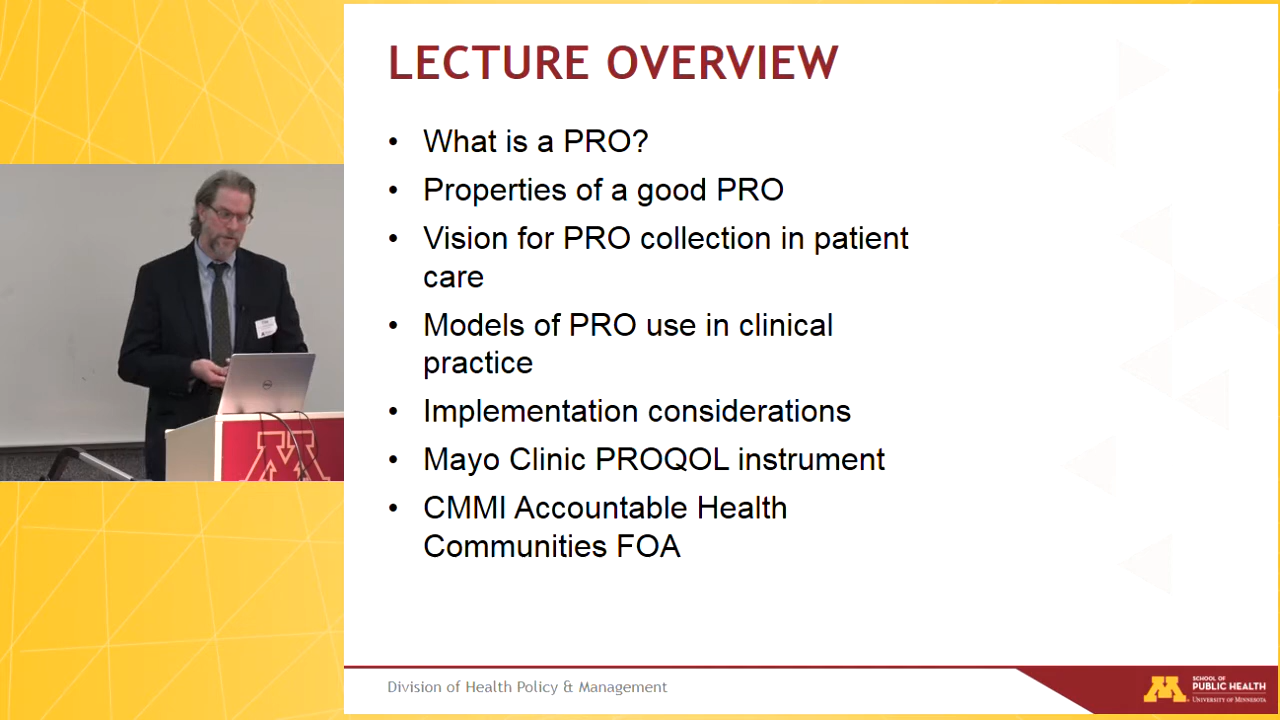 LECTURE OVERVIEW
• What is a PRO?
• Properties of a good PRO
• Vision for PRO collection in patient
care
• Models of PRO use in clinical
practice
• Implementation considerations
• Mayo Clinic PROQOL instrument
• CMMI Accountable Health
Communities FOA
Division of Health Policy & Management
M
SCHOOL OF
PUBLIC HEALTH
UNIVERSITY OF MINNESOTA
M